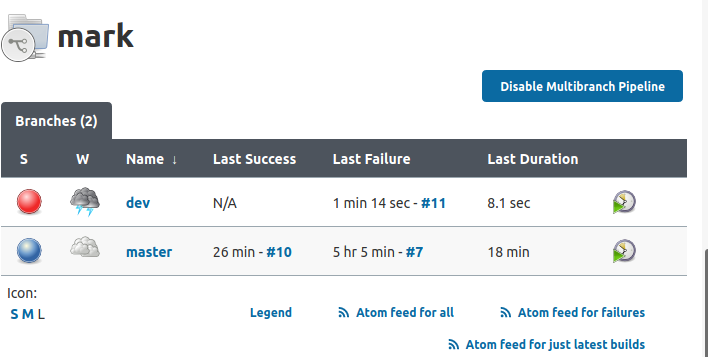 mark
Disable Multibranch Pipeline
Branches (2)
S W Name ↓ Last Success Last Failure Last Duration
dev N/A 1 min 14 sec - #11 8.1 sec
master 26 min - #10 5 hr 5 min - #7 18 min
Icon:
S M L
Legend Atom feed for all Atom feed for failures
Atom feed for just latest builds